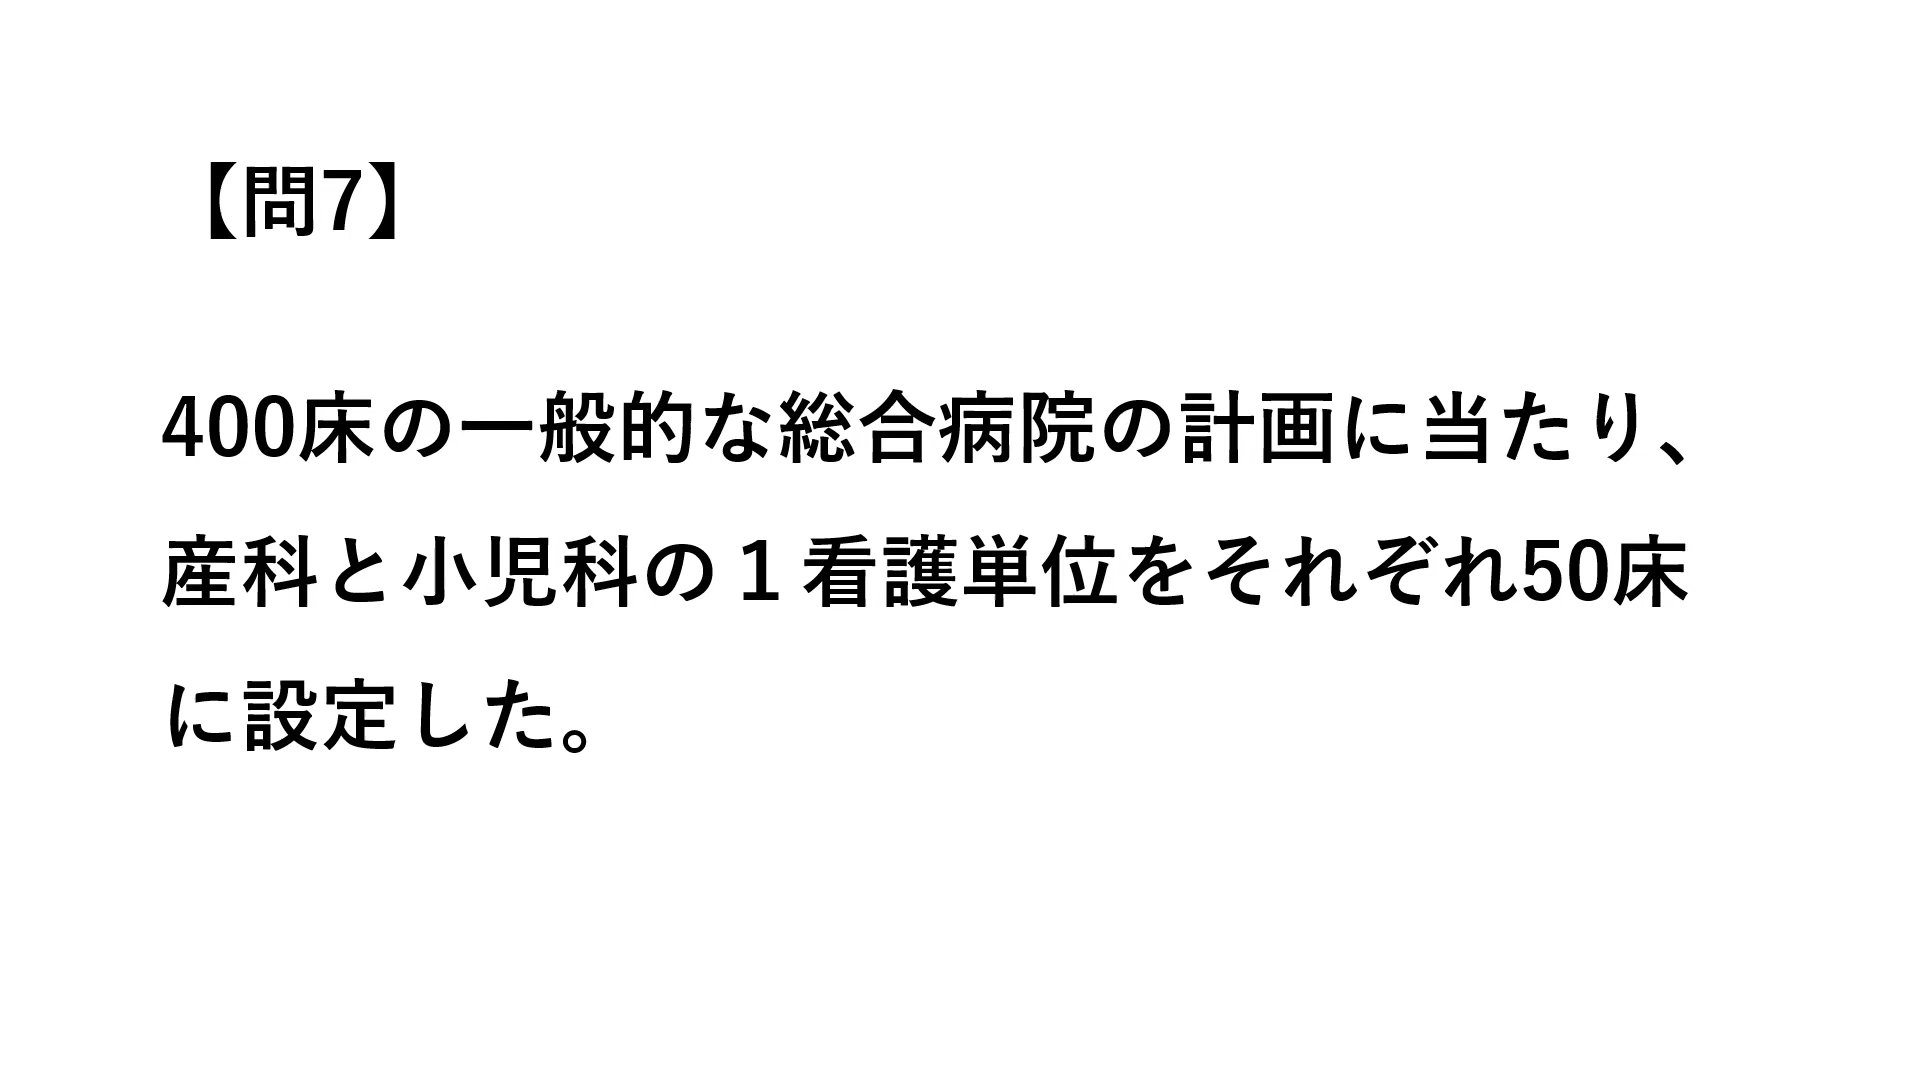 【問7】
400床の一般的な総合病院の計画に当たり、
産科と小児科の１看護単位をそれぞれ50床
に設定した。